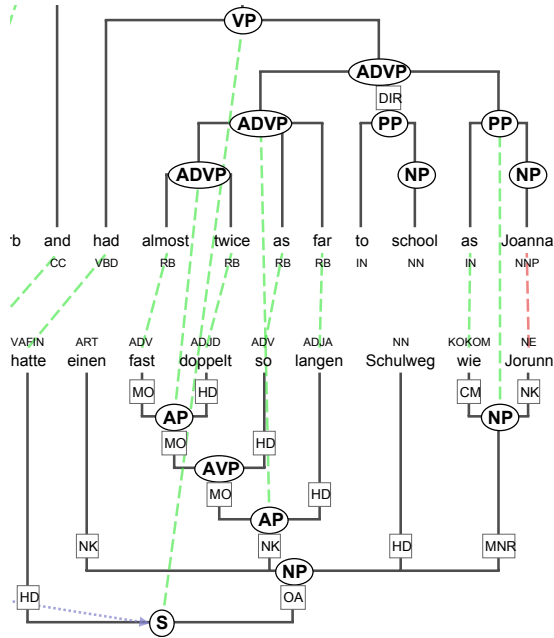 VP
ADVP
DIR
ADVP PP PP
ADVP NP NP
and had almost twice as far to school as Joanna
CC VBD RB RB RB RB IN NN IN NNP
VAFIN ART ADV ADJD ADV ADJA NN KOKOM NE
hatte einen fast doppelt so langen Schulweg wie Jorunn
MO HD CM NK
AP NP
MO HD
AVP
MO HD
AP
NK NK HD MNR
NP
HD OA
S